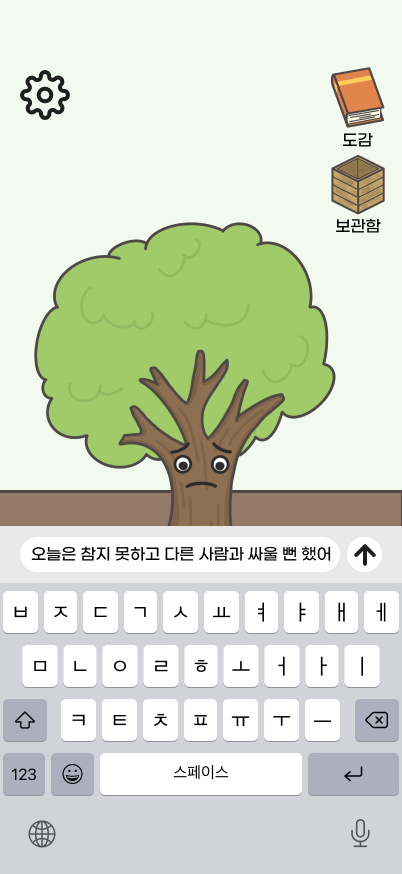 도감
보관함
오늘은 참지 못하고 다른 사람과 싸울 뻔 했어
ㅂ ㅈ ㄷ ㄱ ㅅ ㅛ ㅕ ㅑ ㅐ ㅔ
ㅁ ㄴ ㅇ ㄹ ㅎ ㅗ ㅓ ㅏ ㅣ
ㅋ ㅌ ㅊ ㅍ ㅠ ㅜ ㅡ
123 스페이스